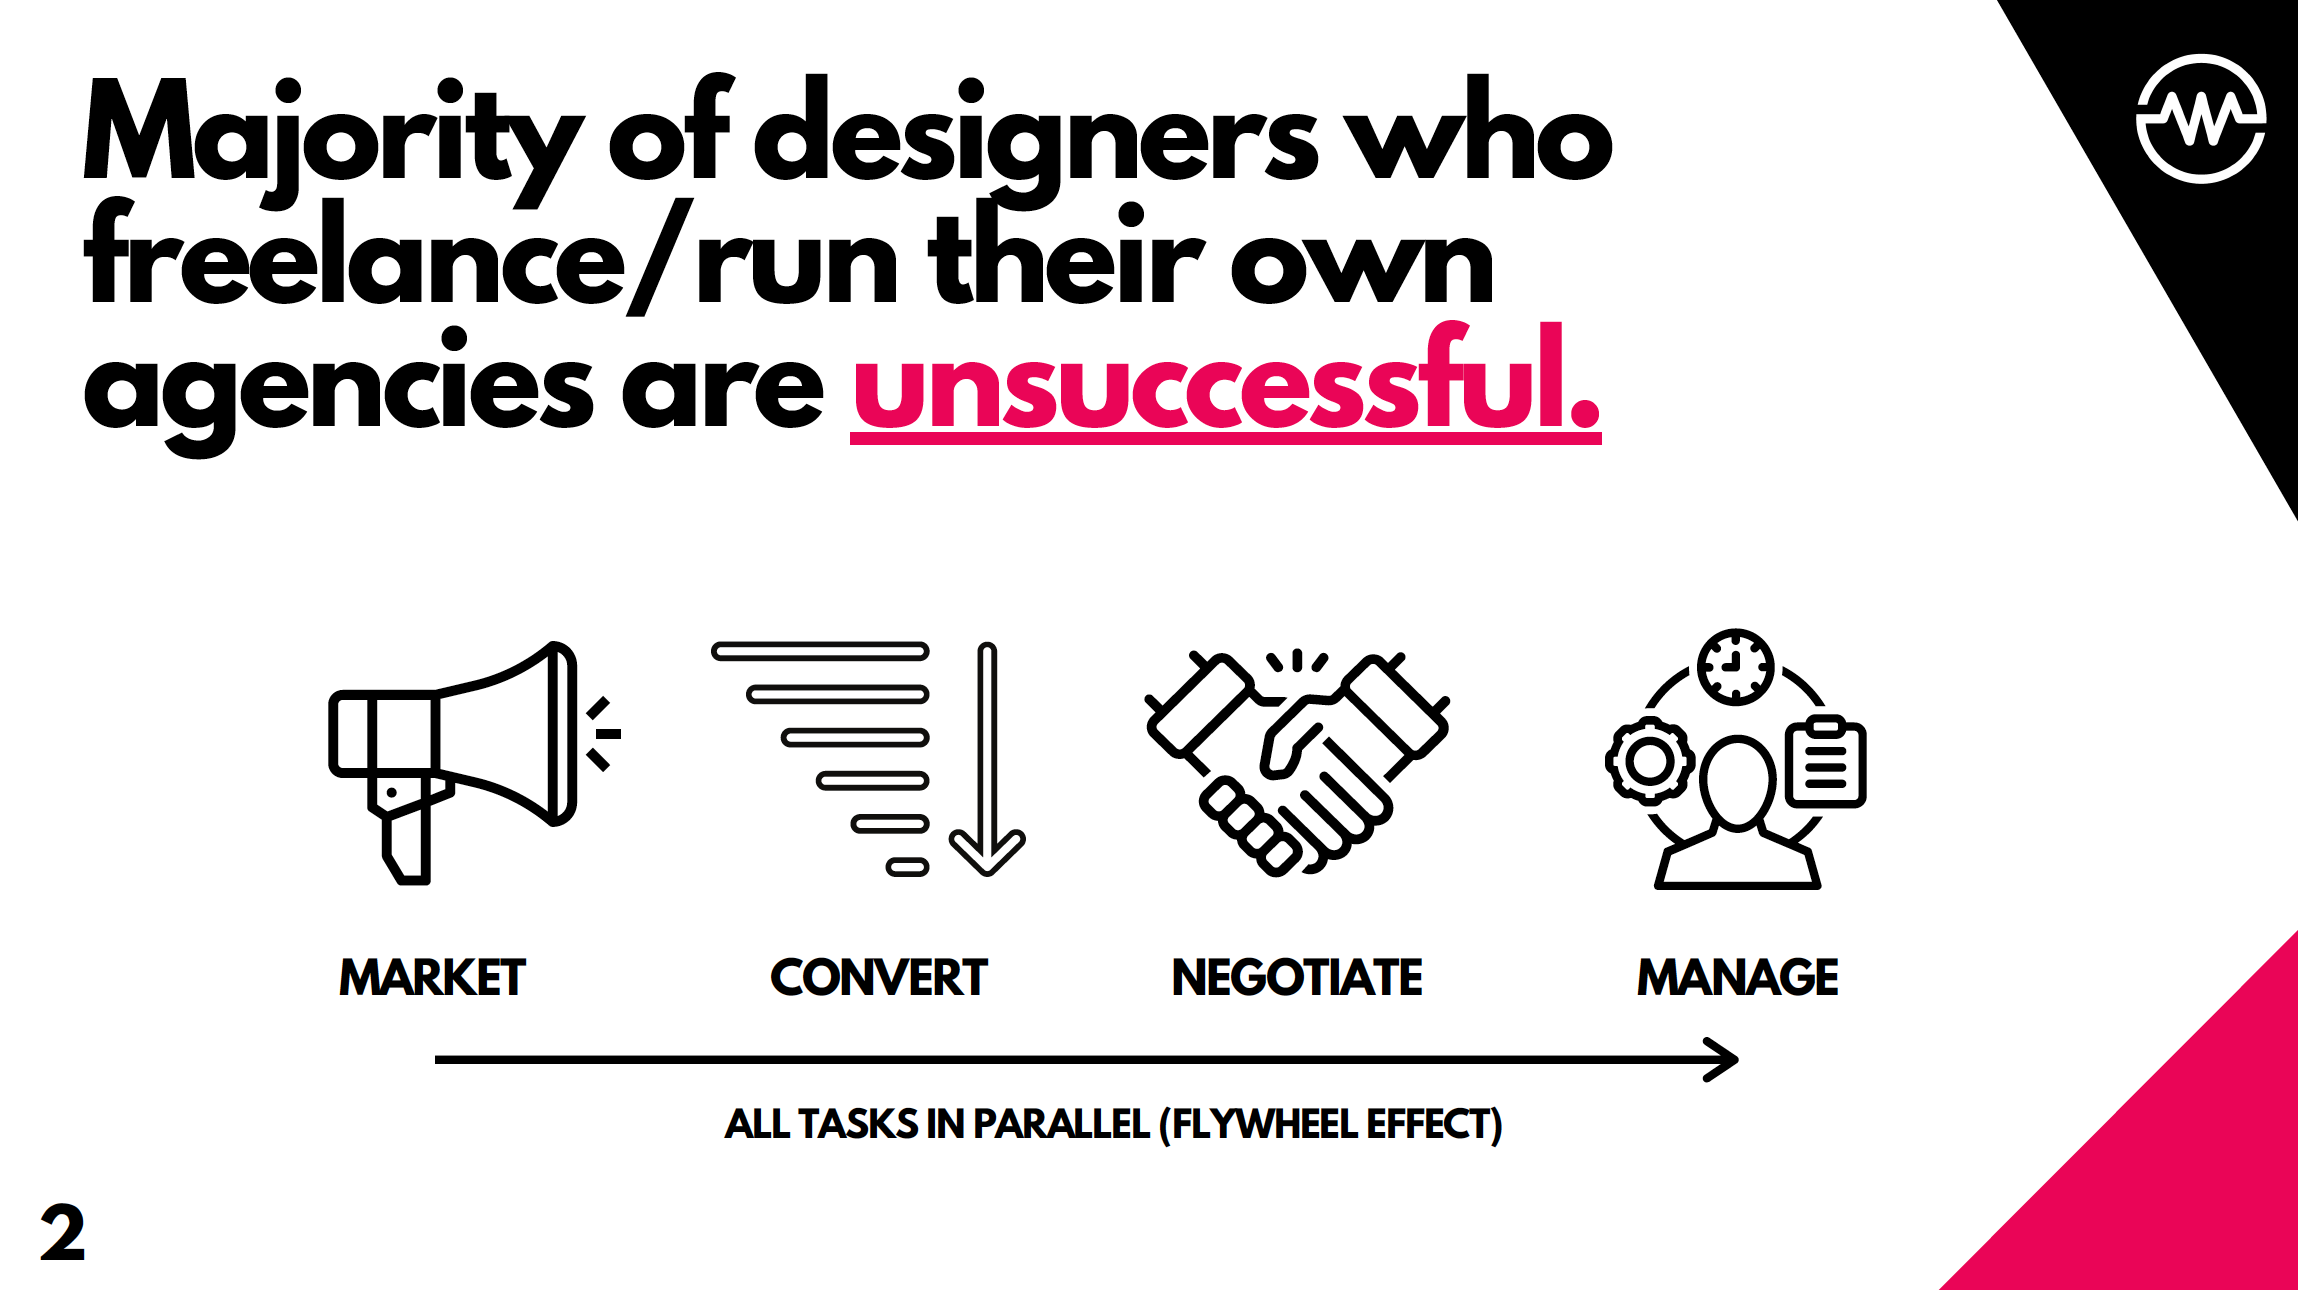 Majority of designers who
freelance/run their own
agencies are unsuccessful.
MARKET
CONVERT
NEGOTIATE
MANAGE
ALL TASKS IN PARALLEL (FLYWHEEL EFFECT)
2